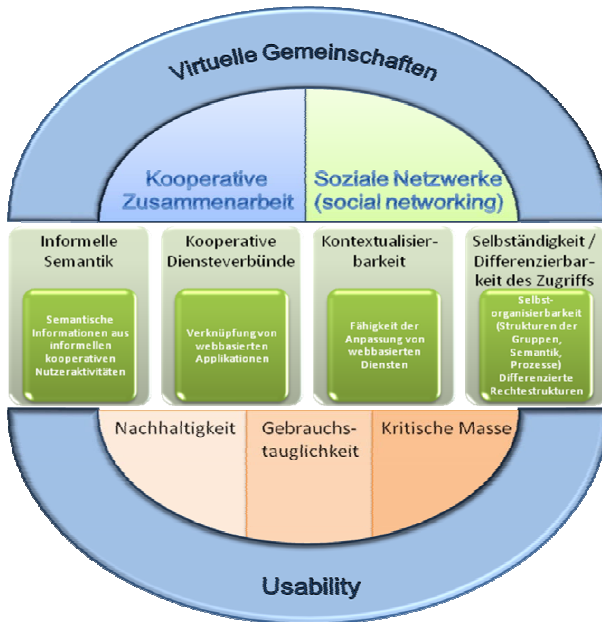 Virtuelle Gemeinschaften
Kooperative
Zusammenarbeit
Soziale Netzwerke
(social networking)
Informelle
Semantik
Semantische
Informationen aus
informellen
kooperativen
Nutzeraktivitäten
Kooperative
Diensteverbünde
Verknüpfung von
webbasierten
Applikationen
Kontextualisier-
barkeit
Fähigkeit der
Anpassung von
webbasierten
Diensten
Selbständigkeit /
Differenzierbar-
keit des Zugriffs
Selbst-
organisierbarkeit
(Strukturen der
Gruppen,
Semantik,
Prozesse)
Differenzierte
Rechtestrukturen
Nachhaltigkeit
Gebrauchs-
tauglichkeit
Kritische Masse
Usability